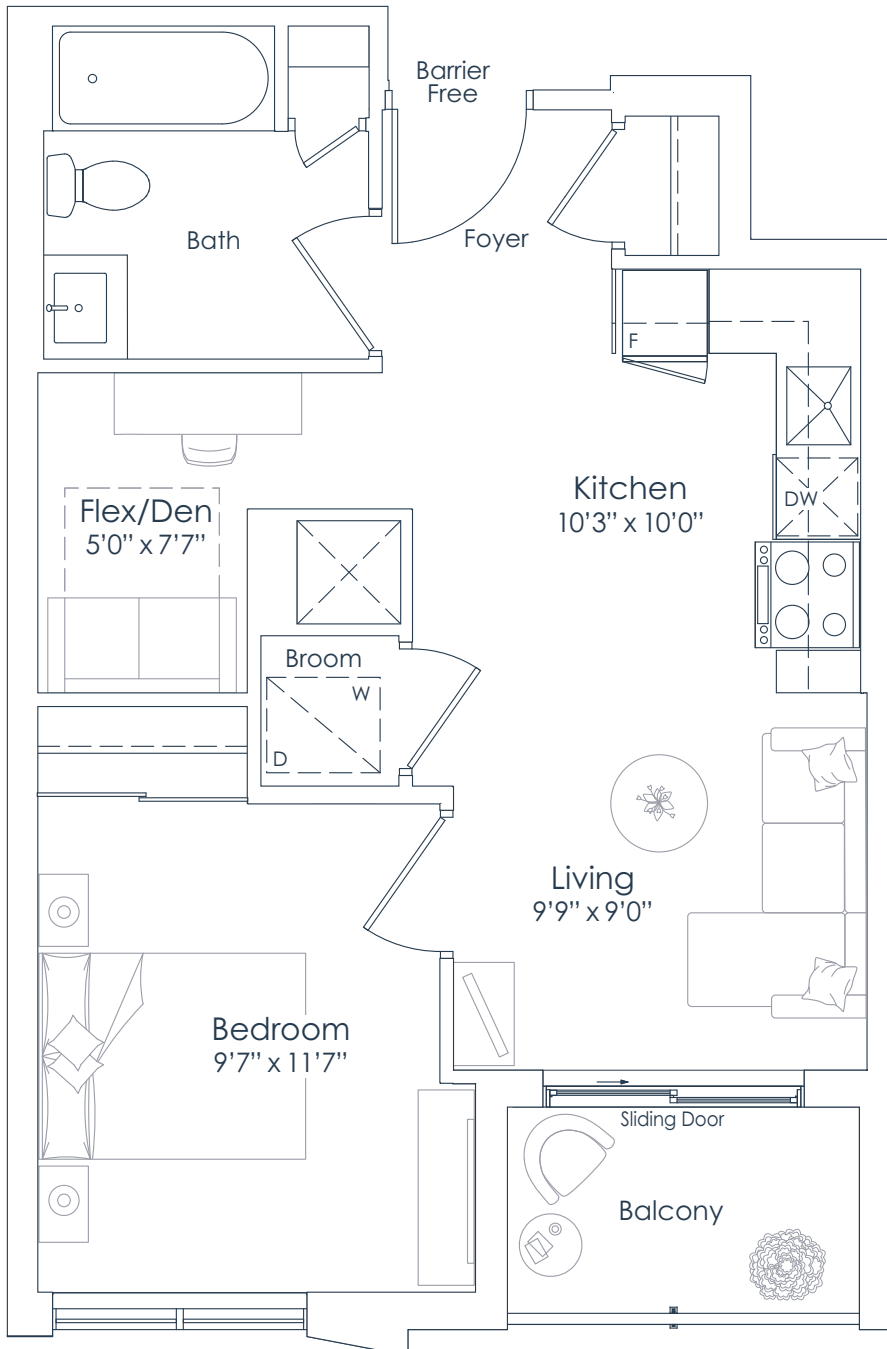 Barrier
Free
Bath
Foyer
F
Kitchen
10’3” x 10’0”
DW
Flex/Den
5’0” x 7’7”
Broom
W
D
Living
9’9” x 9’0”
Bedroom
9’7” x 11’7”
Sliding Door
Balcony